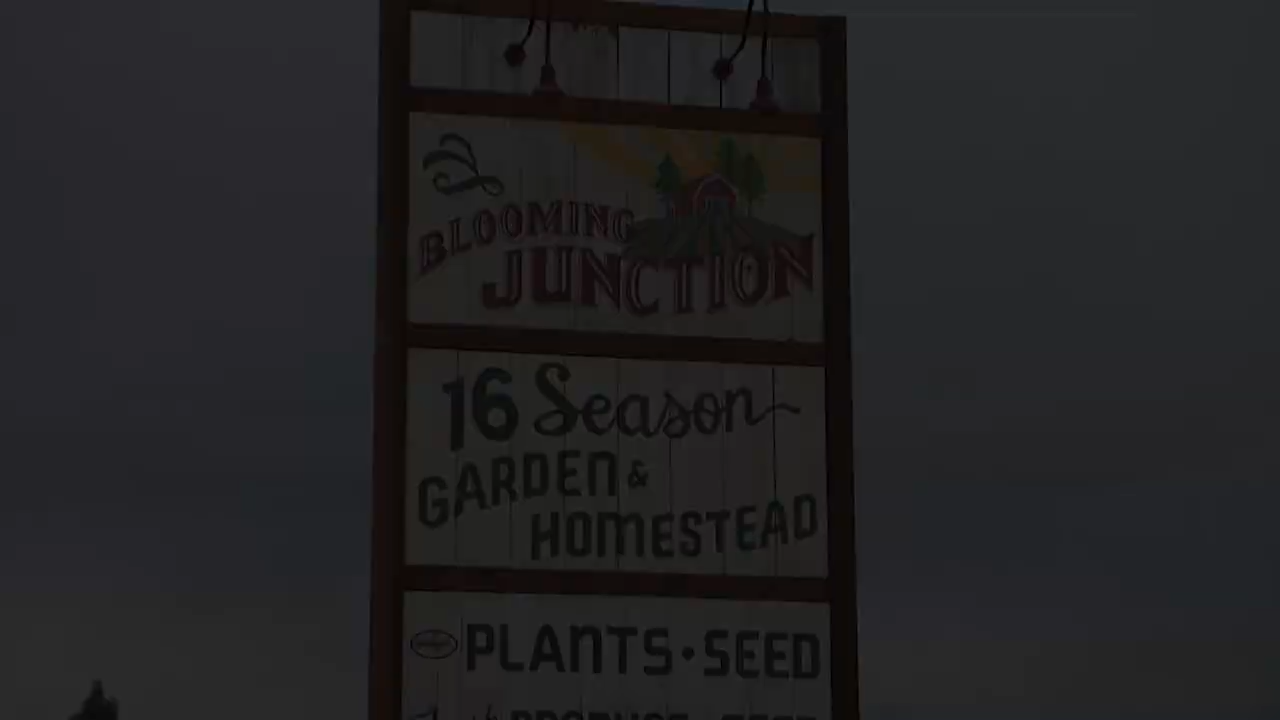 BLOOMING
JUNCTION
16 Season
GARDEN &
HOMESTEAD
PLANTS • SEED